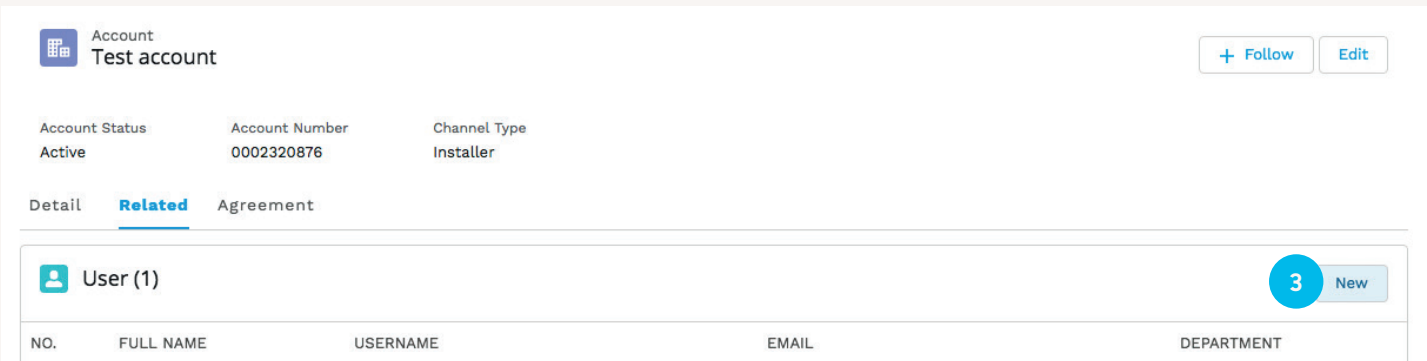 Account
Test account
+ Follow Edit
Account Status Account Number Channel Type
Active 0002320876 Installer
Detail Related Agreement
User (1)
3 New
NO. FULL NAME USERNAME EMAIL DEPARTMENT